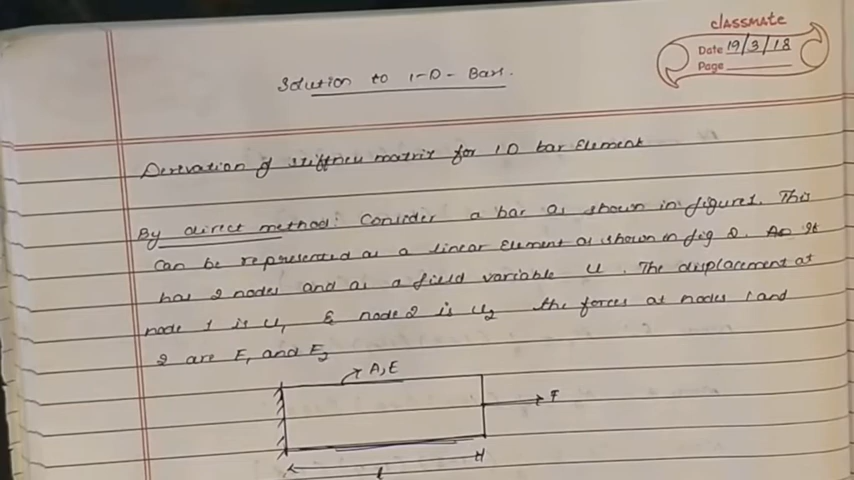 classmate
Date 19/3/18
Page
Solution to 1-D- Bars.
Derivation of stiffness matrix for 1D bar Element
By direct method: Consider a bar as shown in figure 1. This
can be represented as a linear element as shown in fig 2. As It
has 2 nodes and as a field variable u. The displacement at
node 1 is u₁ & node 2 is u₂ the forces at nodes 1 and
2 are F₁ and F₂
A,E
F
l